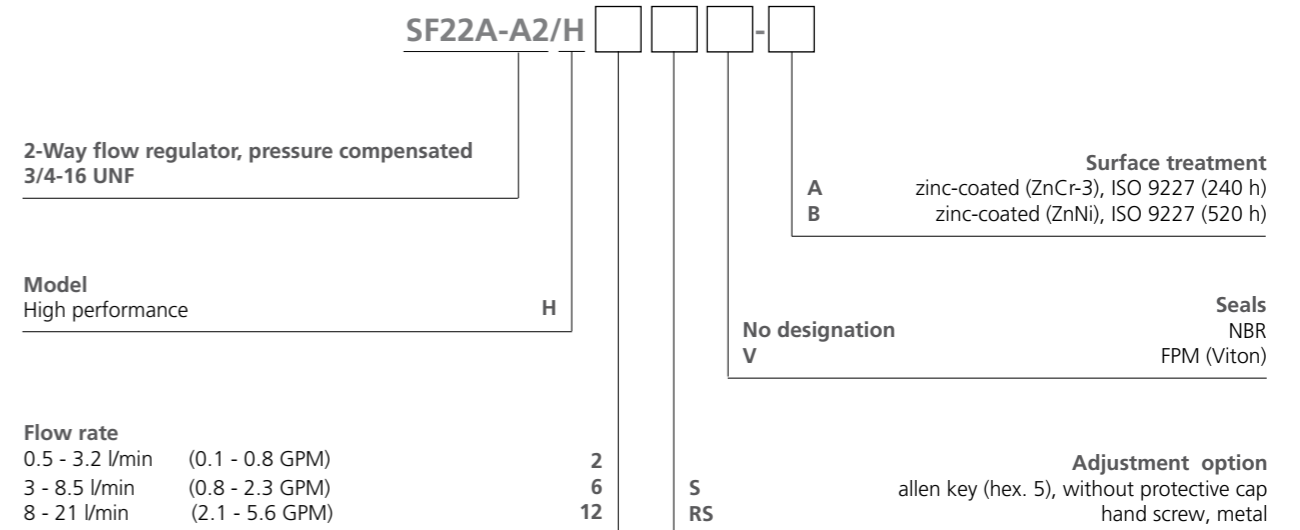 SF22A-A2/H -
2-Way flow regulator, pressure compensated
3/4-16 UNF
Surface treatment
A zinc-coated (ZnCr-3), ISO 9227 (240 h)
B zinc-coated (ZnNi), ISO 9227 (520 h)
Model
High performance H
Seals
No designation NBR
V FPM (Viton)
Flow rate
0.5 - 3.2 l/min (0.1 - 0.8 GPM) 2
3 - 8.5 l/min (0.8 - 2.3 GPM) 6
8 - 21 l/min (2.1 - 5.6 GPM) 12
Adjustment option
S allen key (hex. 5), without protective cap
RS hand screw, metal